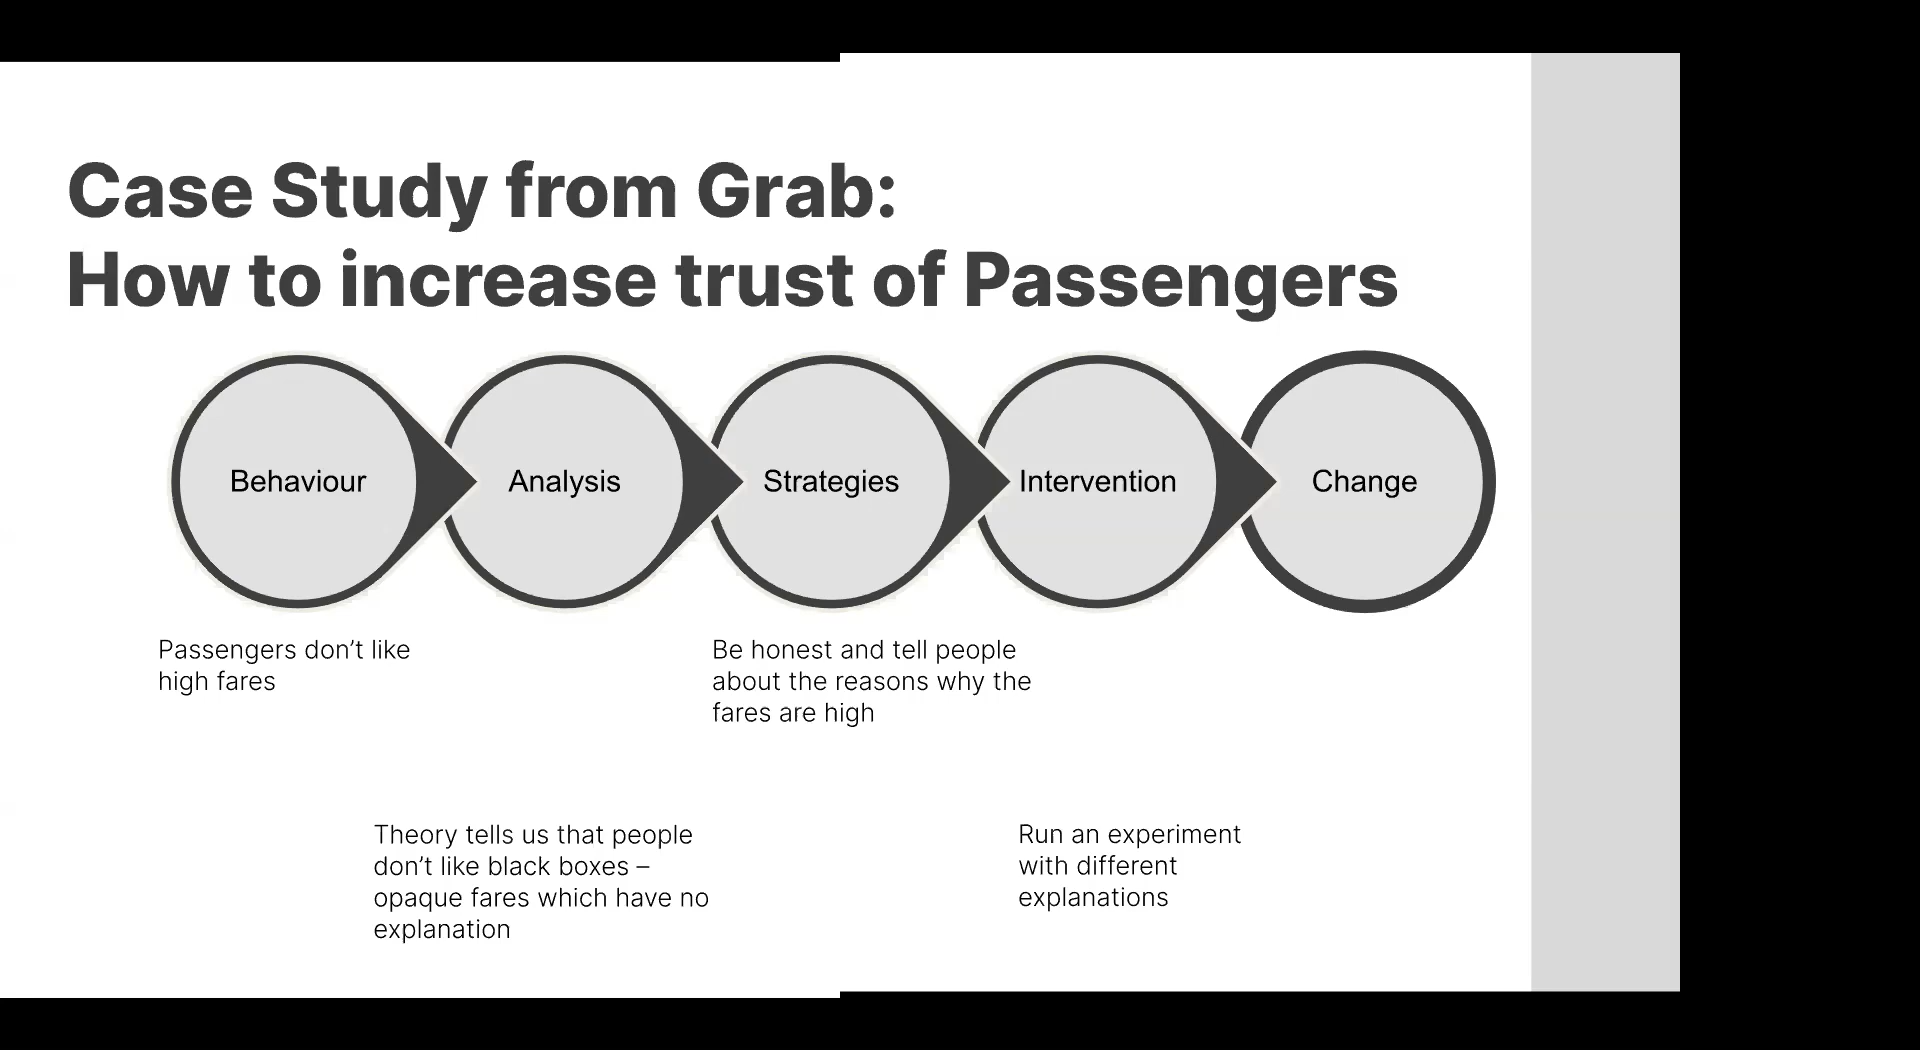 Case Study from Grab:
How to increase trust of Passengers
Behaviour
Analysis
Strategies
Intervention
Change
Passengers don’t like
high fares
Be honest and tell people
about the reasons why the
fares are high
Theory tells us that people
don’t like black boxes –
opaque fares which have no
explanation
Run an experiment
with different
explanations